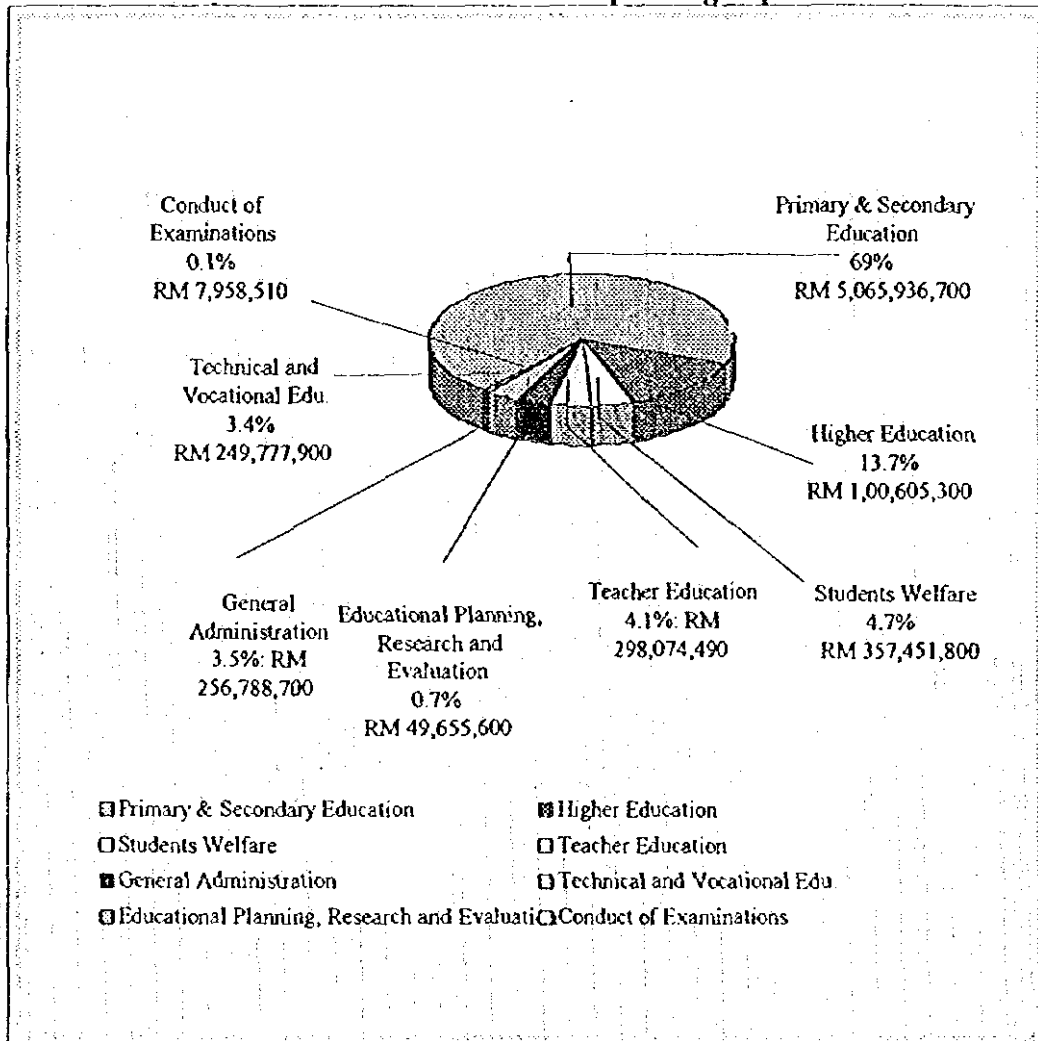 Conduct of
Examinations
0.1%
RM 7,958,510
Primary & Secondary
Education
69%
RM 5,065,936,700
Technical and
Vocational Edu.
3.4%
RM 249,777,900
Higher Education
13.7%
RM 1,00,605,300
General
Administration
3.5%: RM
256,788,700
Educational Planning,
Research and
Evaluation
0.7%
RM 49,655,600
Teacher Education
4.1%: RM
298,074,490
Students Welfare
4.7%
RM 357,451,800
Primary & Secondary Education
Higher Education
Students Welfare
Teacher Education
General Administration
Technical and Vocational Edu.
Educational Planning, Research and Evaluati
Conduct of Examinations